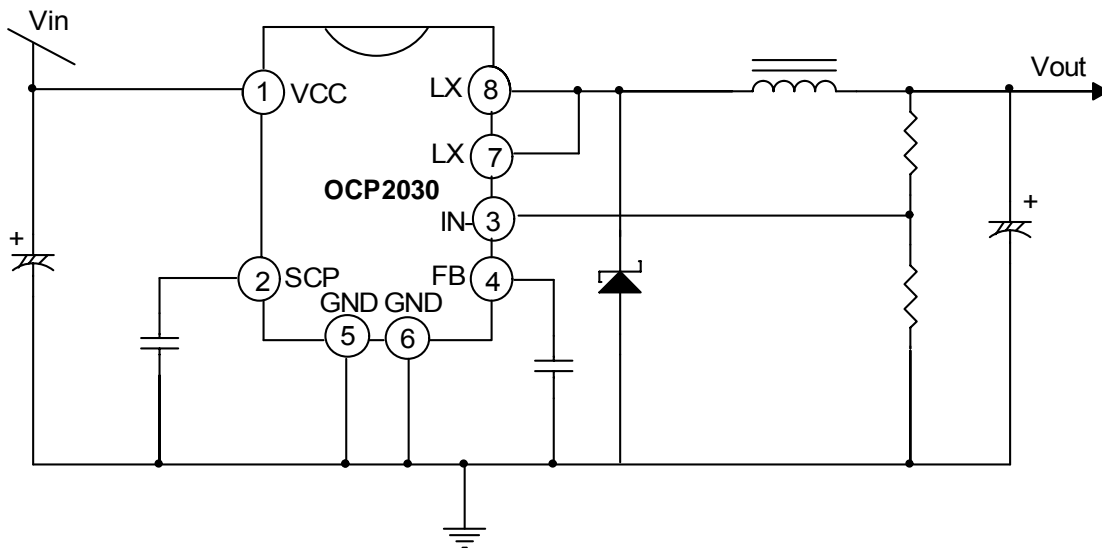 Vin
Vout
1 VCC
LX 8
LX 7
OCP2030
IN- 3
2 SCP
FB 4
GND GND
5 6
+
+